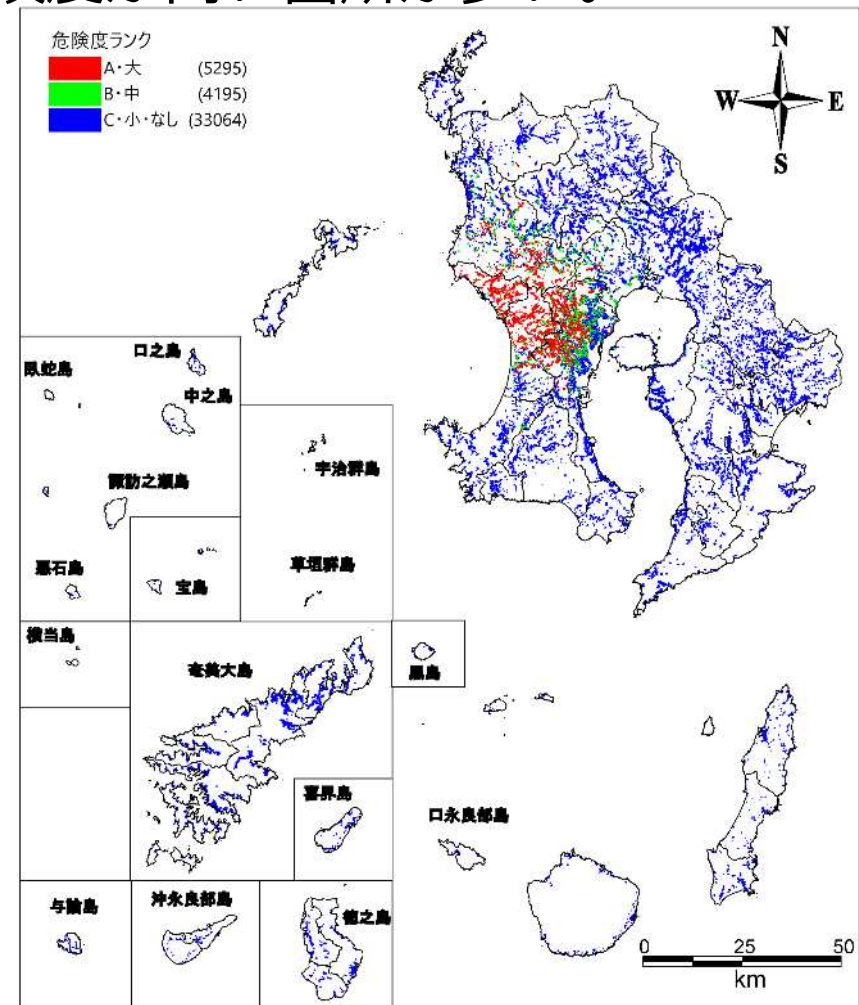 危険度ランク
A・大 (5295)
B・中 (4195)
C・小・なし (33064)
N
W E
S
口之島
臥蛇島
中之島
宇治群島
諏訪之瀬島
悪石島
宝島
草垣群島
横当島
奄美大島
黒島
喜界島
口永良部島
与論島
沖永良部島
徳之島
0 25 50
km